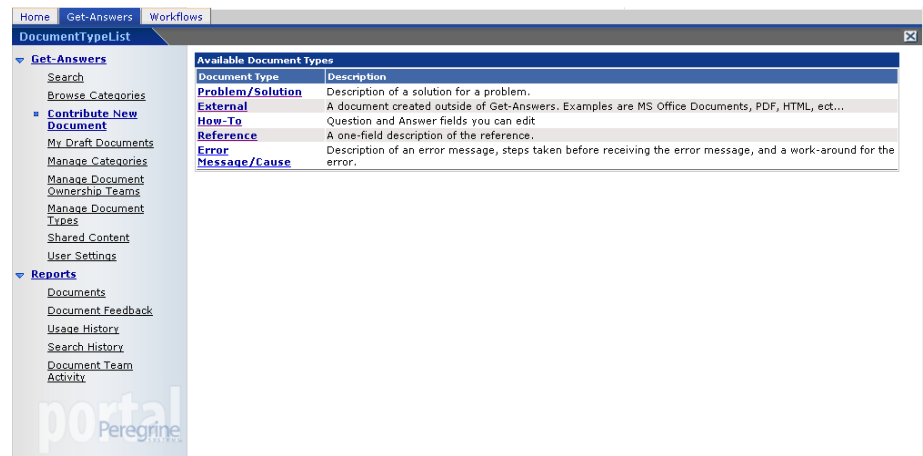 Home Get-Answers Workflows
DocumentTypeList
Get-Answers
Search
Browse Categories
Contribute New
Document
My Draft Documents
Manage Categories
Manage Document
Ownership Teams
Manage Document
Types
Shared Content
User Settings
Reports
Documents
Document Feedback
Usage History
Search History
Document Team
Activity
portal
Peregrine
SYSTEMS
Available Document Types
Document Type Description
Problem/Solution Description of a solution for a problem.
External A document created outside of Get-Answers. Examples are MS Office Documents, PDF, HTML, ect...
How-To Question and Answer fields you can edit
Reference A one-field description of the reference.
Error Description of an error message, steps taken before receiving the error message, and a work-around for the
Message/Cause error.